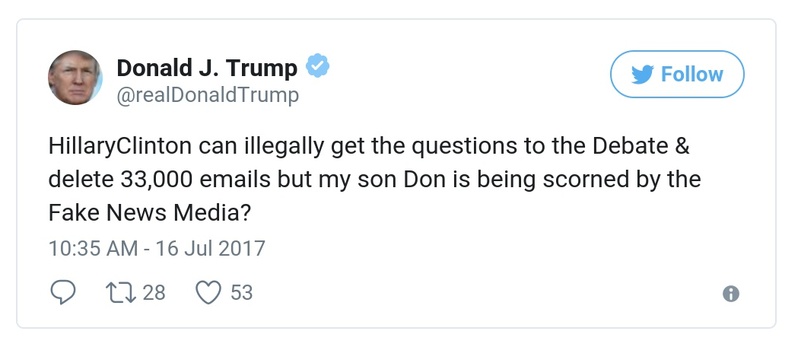 Donald J. Trump
Follow
@realDonaldTrump
HillaryClinton can illegally get the questions to the Debate &
delete 33,000 emails but my son Don is being scorned by the
Fake News Media?
10:35 AM - 16 Jul 2017
28
53